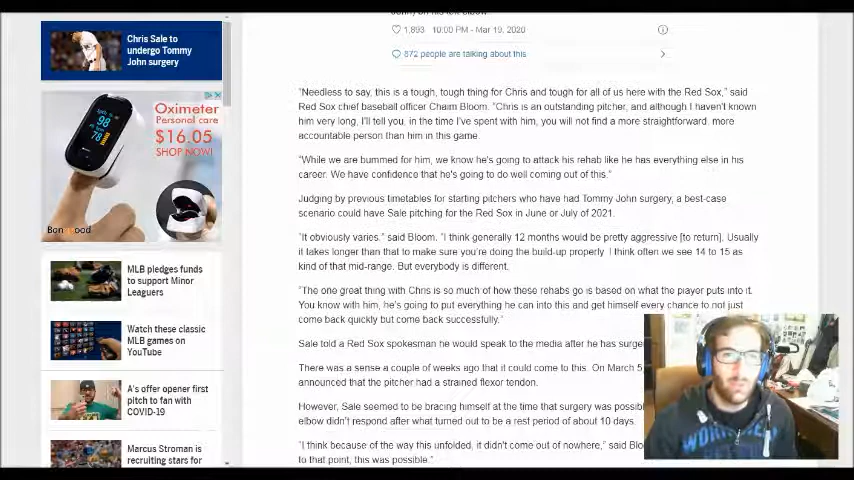 Chris Sale to
undergo Tommy
John surgery
Oximeter
Personal care
$16.05
SHOP NOW!
98
78
MLB pledges funds
to support Minor
Leaguers
Watch these classic
MLB games on
YouTube
A's offer opener first
pitch to fan with
COVID-19
Marcus Stroman is
recruiting stars for
1,893 10:00 PM - Mar 19, 2020
872 people are talking about this
"Needless to say, this is a tough, tough thing for Chris and tough for all of us here with the Red Sox," said
Red Sox chief baseball officer Chaim Bloom. "Chris is an outstanding pitcher, and although I haven't known
him very long, I'll tell you, in the time I've spent with him, you will not find a more straightforward, more
accountable person than him in this game.
"While we are bummed for him, we know he's going to attack his rehab like he has everything else in his
career. We have confidence that he's going to do well coming out of this."
Judging by previous timetables for starting pitchers who have had Tommy John surgery, a best-case
scenario could have Sale pitching for the Red Sox in June or July of 2021.
"It obviously varies," said Bloom. "I think generally 12 months would be pretty aggressive [to return]. Usually
it takes longer than that to make sure you're doing the build-up properly. I think often we see 14 to 15 as
kind of that mid-range. But everybody is different.
"The one great thing with Chris is so much of how these rehabs go is based on what the player puts into it.
You know with him, he's going to put everything he can into this and get himself every chance to not just
come back quickly but come back successfully."
Sale told a Red Sox spokesman he would speak to the media after he has surge
There was a sense a couple of weeks ago that it could come to this. On March 5,
announced that the pitcher had a strained flexor tendon.
However, Sale seemed to be bracing himself at the time that surgery was possib
elbow didn't respond after what turned out to be a rest period of about 10 days.
"I think because of the way this unfolded, it didn't come out of nowhere," said Bloo
to that point, this was possible."